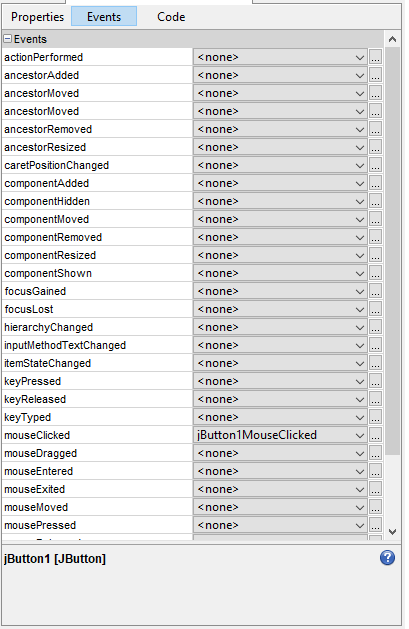 Properties Events Code
Events
actionPerformed <none> ...
ancestorAdded <none> ...
ancestorMoved <none> ...
ancestorMoved <none> ...
ancestorRemoved <none> ...
ancestorResized <none> ...
caretPositionChanged <none> ...
componentAdded <none> ...
componentHidden <none> ...
componentMoved <none> ...
componentRemoved <none> ...
componentResized <none> ...
componentShown <none> ...
focusGained <none> ...
focusLost <none> ...
hierarchyChanged <none> ...
inputMethodTextChanged <none> ...
itemStateChanged <none> ...
keyPressed <none> ...
keyReleased <none> ...
keyTyped <none> ...
mouseClicked jButton1MouseClicked ...
mouseDragged <none> ...
mouseEntered <none> ...
mouseExited <none> ...
mouseMoved <none> ...
mousePressed <none> ...
jButton1 [JButton] ?